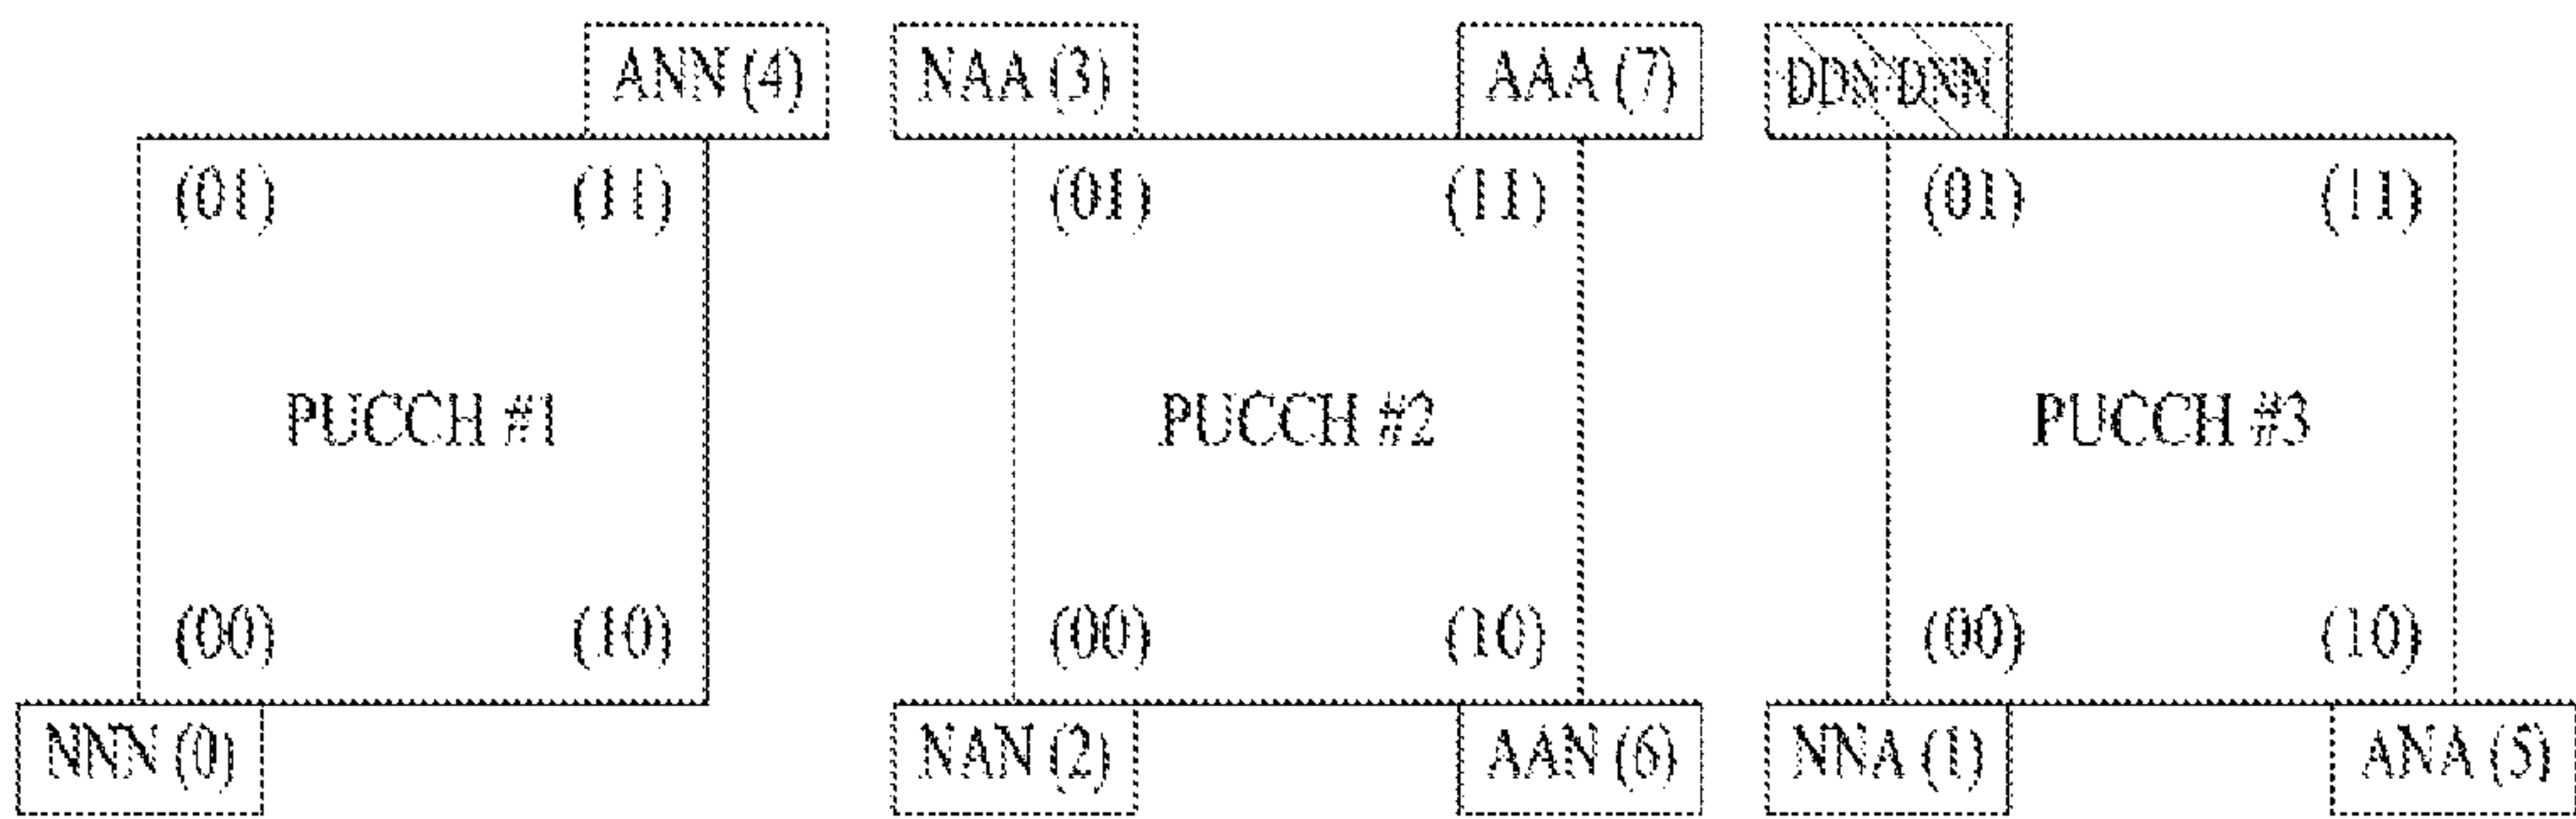 ANN (4) NAA (3) AAA (7) DDN/DNN
(01) (11) (01) (11) (01) (11)
PUCCH #1 PUCCH #2 PUCCH #3
(00) (10) (00) (10) (00) (10)
NNN (0) NAN (2) AAN (6) NNA (1) ANA (5)